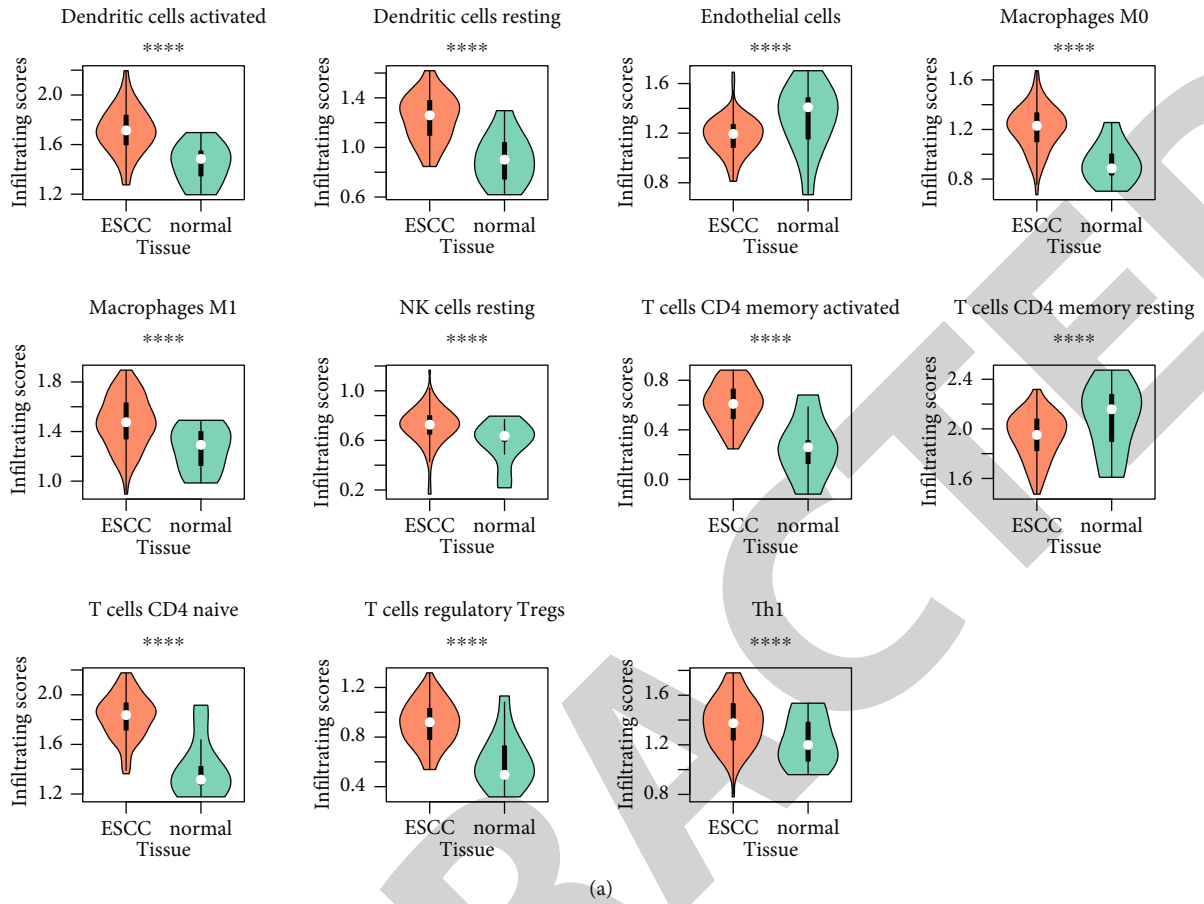 Dendritic cells activated
****
Infiltrating scores
2.0
1.6
1.2
ESCC normal
Tissue
Dendritic cells resting
****
Infiltrating scores
1.4
1.0
0.6
ESCC normal
Tissue
Endothelial cells
****
Infiltrating scores
1.6
1.2
0.8
ESCC normal
Tissue
Macrophages M0
****
Infiltrating scores
1.6
1.2
0.8
ESCC normal
Tissue
Macrophages M1
****
Infiltrating scores
1.8
1.4
1.0
ESCC normal
Tissue
NK cells resting
****
Infiltrating scores
1.0
0.6
0.2
ESCC normal
Tissue
T cells CD4 memory activated
****
Infiltrating scores
0.8
0.4
0.0
ESCC normal
Tissue
T cells CD4 memory resting
****
Infiltrating scores
2.4
2.0
1.6
ESCC normal
Tissue
T cells CD4 naive
****
Infiltrating scores
2.0
1.6
1.2
ESCC normal
Tissue
T cells regulatory Tregs
****
Infiltrating scores
1.2
0.8
0.4
ESCC normal
Tissue
Th1
****
Infiltrating scores
1.6
1.2
0.8
ESCC normal
Tissue
(a)